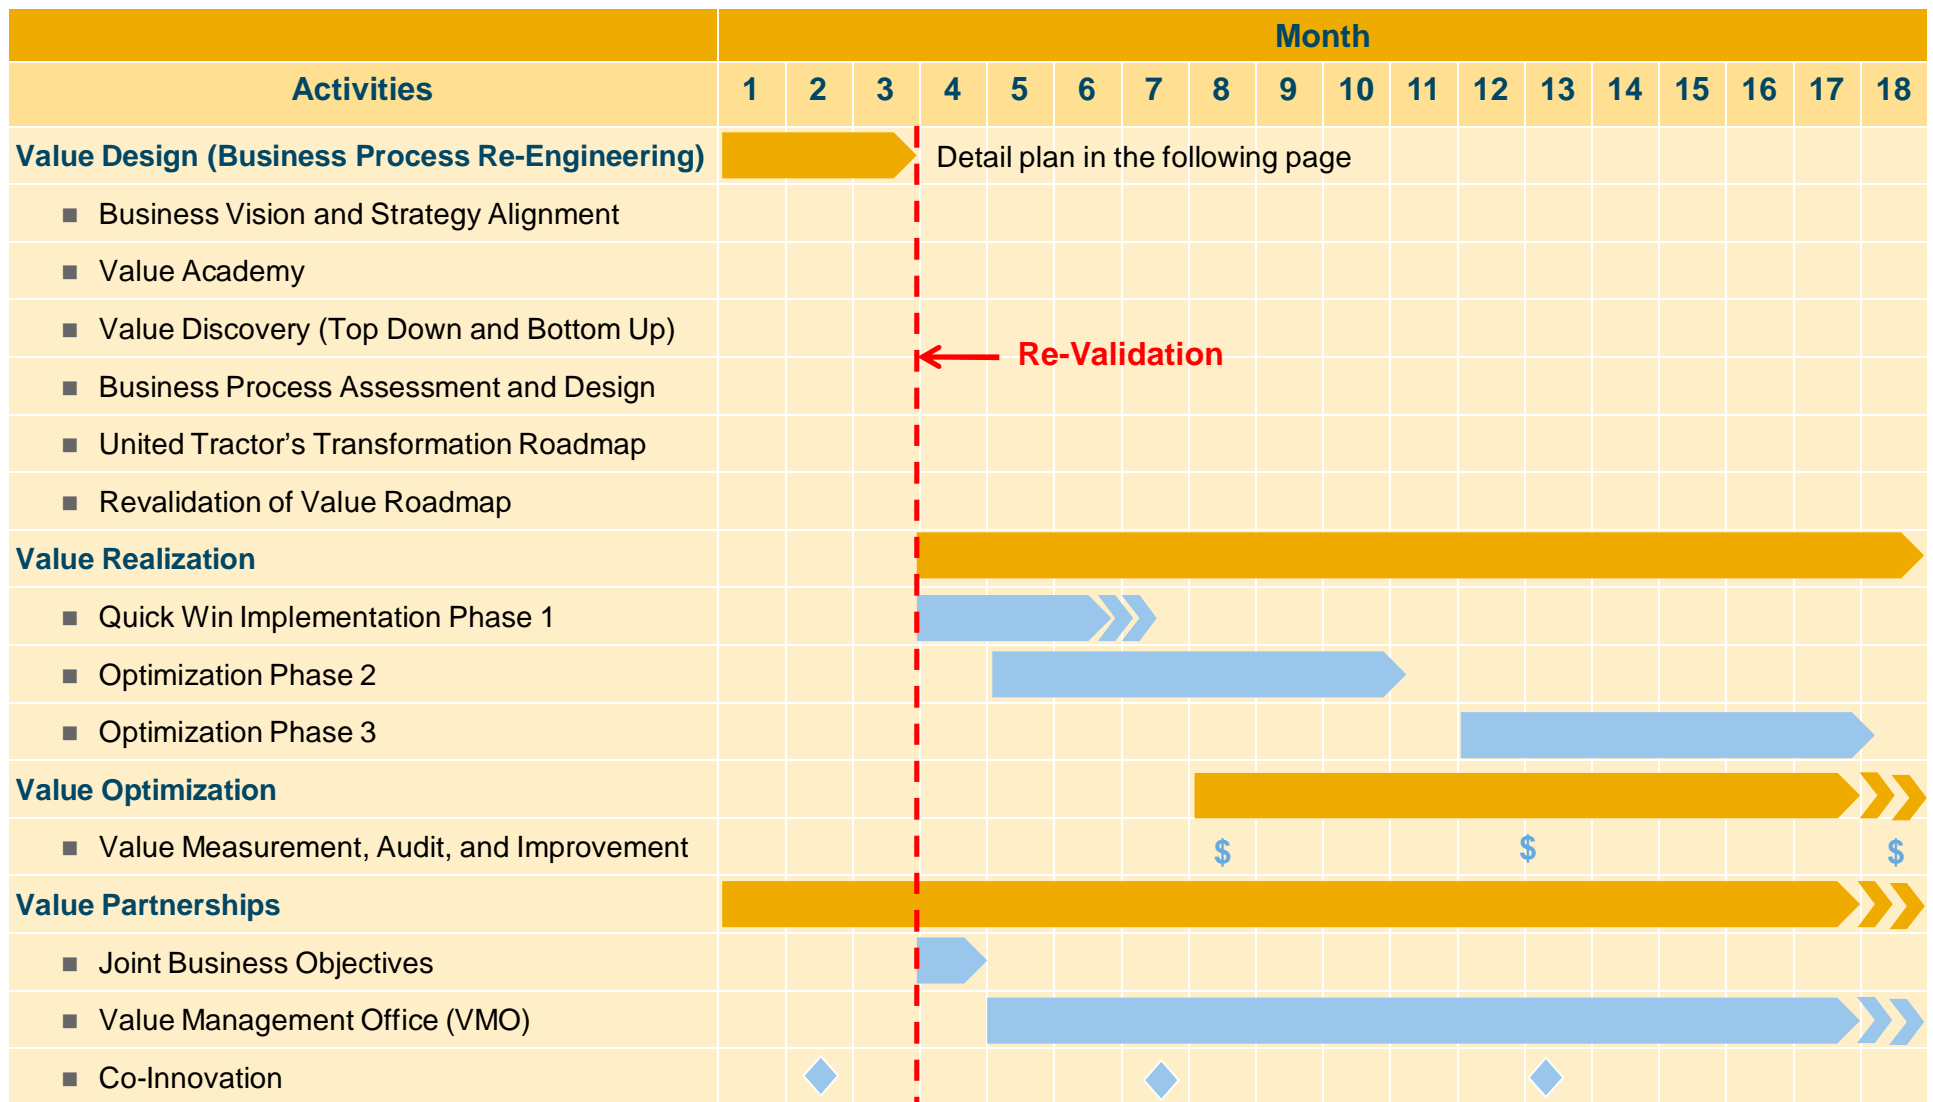 Month
Activities 1 2 3 4 5 6 7 8 9 10 11 12 13 14 15 16 17 18
Value Design (Business Process Re-Engineering) Detail plan in the following page
■ Business Vision and Strategy Alignment
■ Value Academy
■ Value Discovery (Top Down and Bottom Up)
Re-Validation
■ Business Process Assessment and Design
■ United Tractor’s Transformation Roadmap
■ Revalidation of Value Roadmap
Value Realization
■ Quick Win Implementation Phase 1
■ Optimization Phase 2
■ Optimization Phase 3
Value Optimization
■ Value Measurement, Audit, and Improvement $ $ $
Value Partnerships
■ Joint Business Objectives
■ Value Management Office (VMO)
■ Co-Innovation